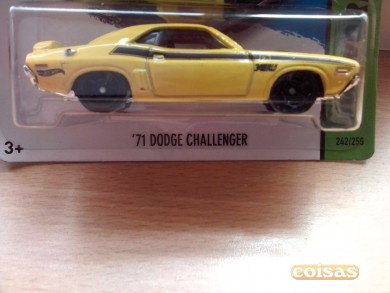 '71 DODGE CHALLENGER
242/250
3+
coisas